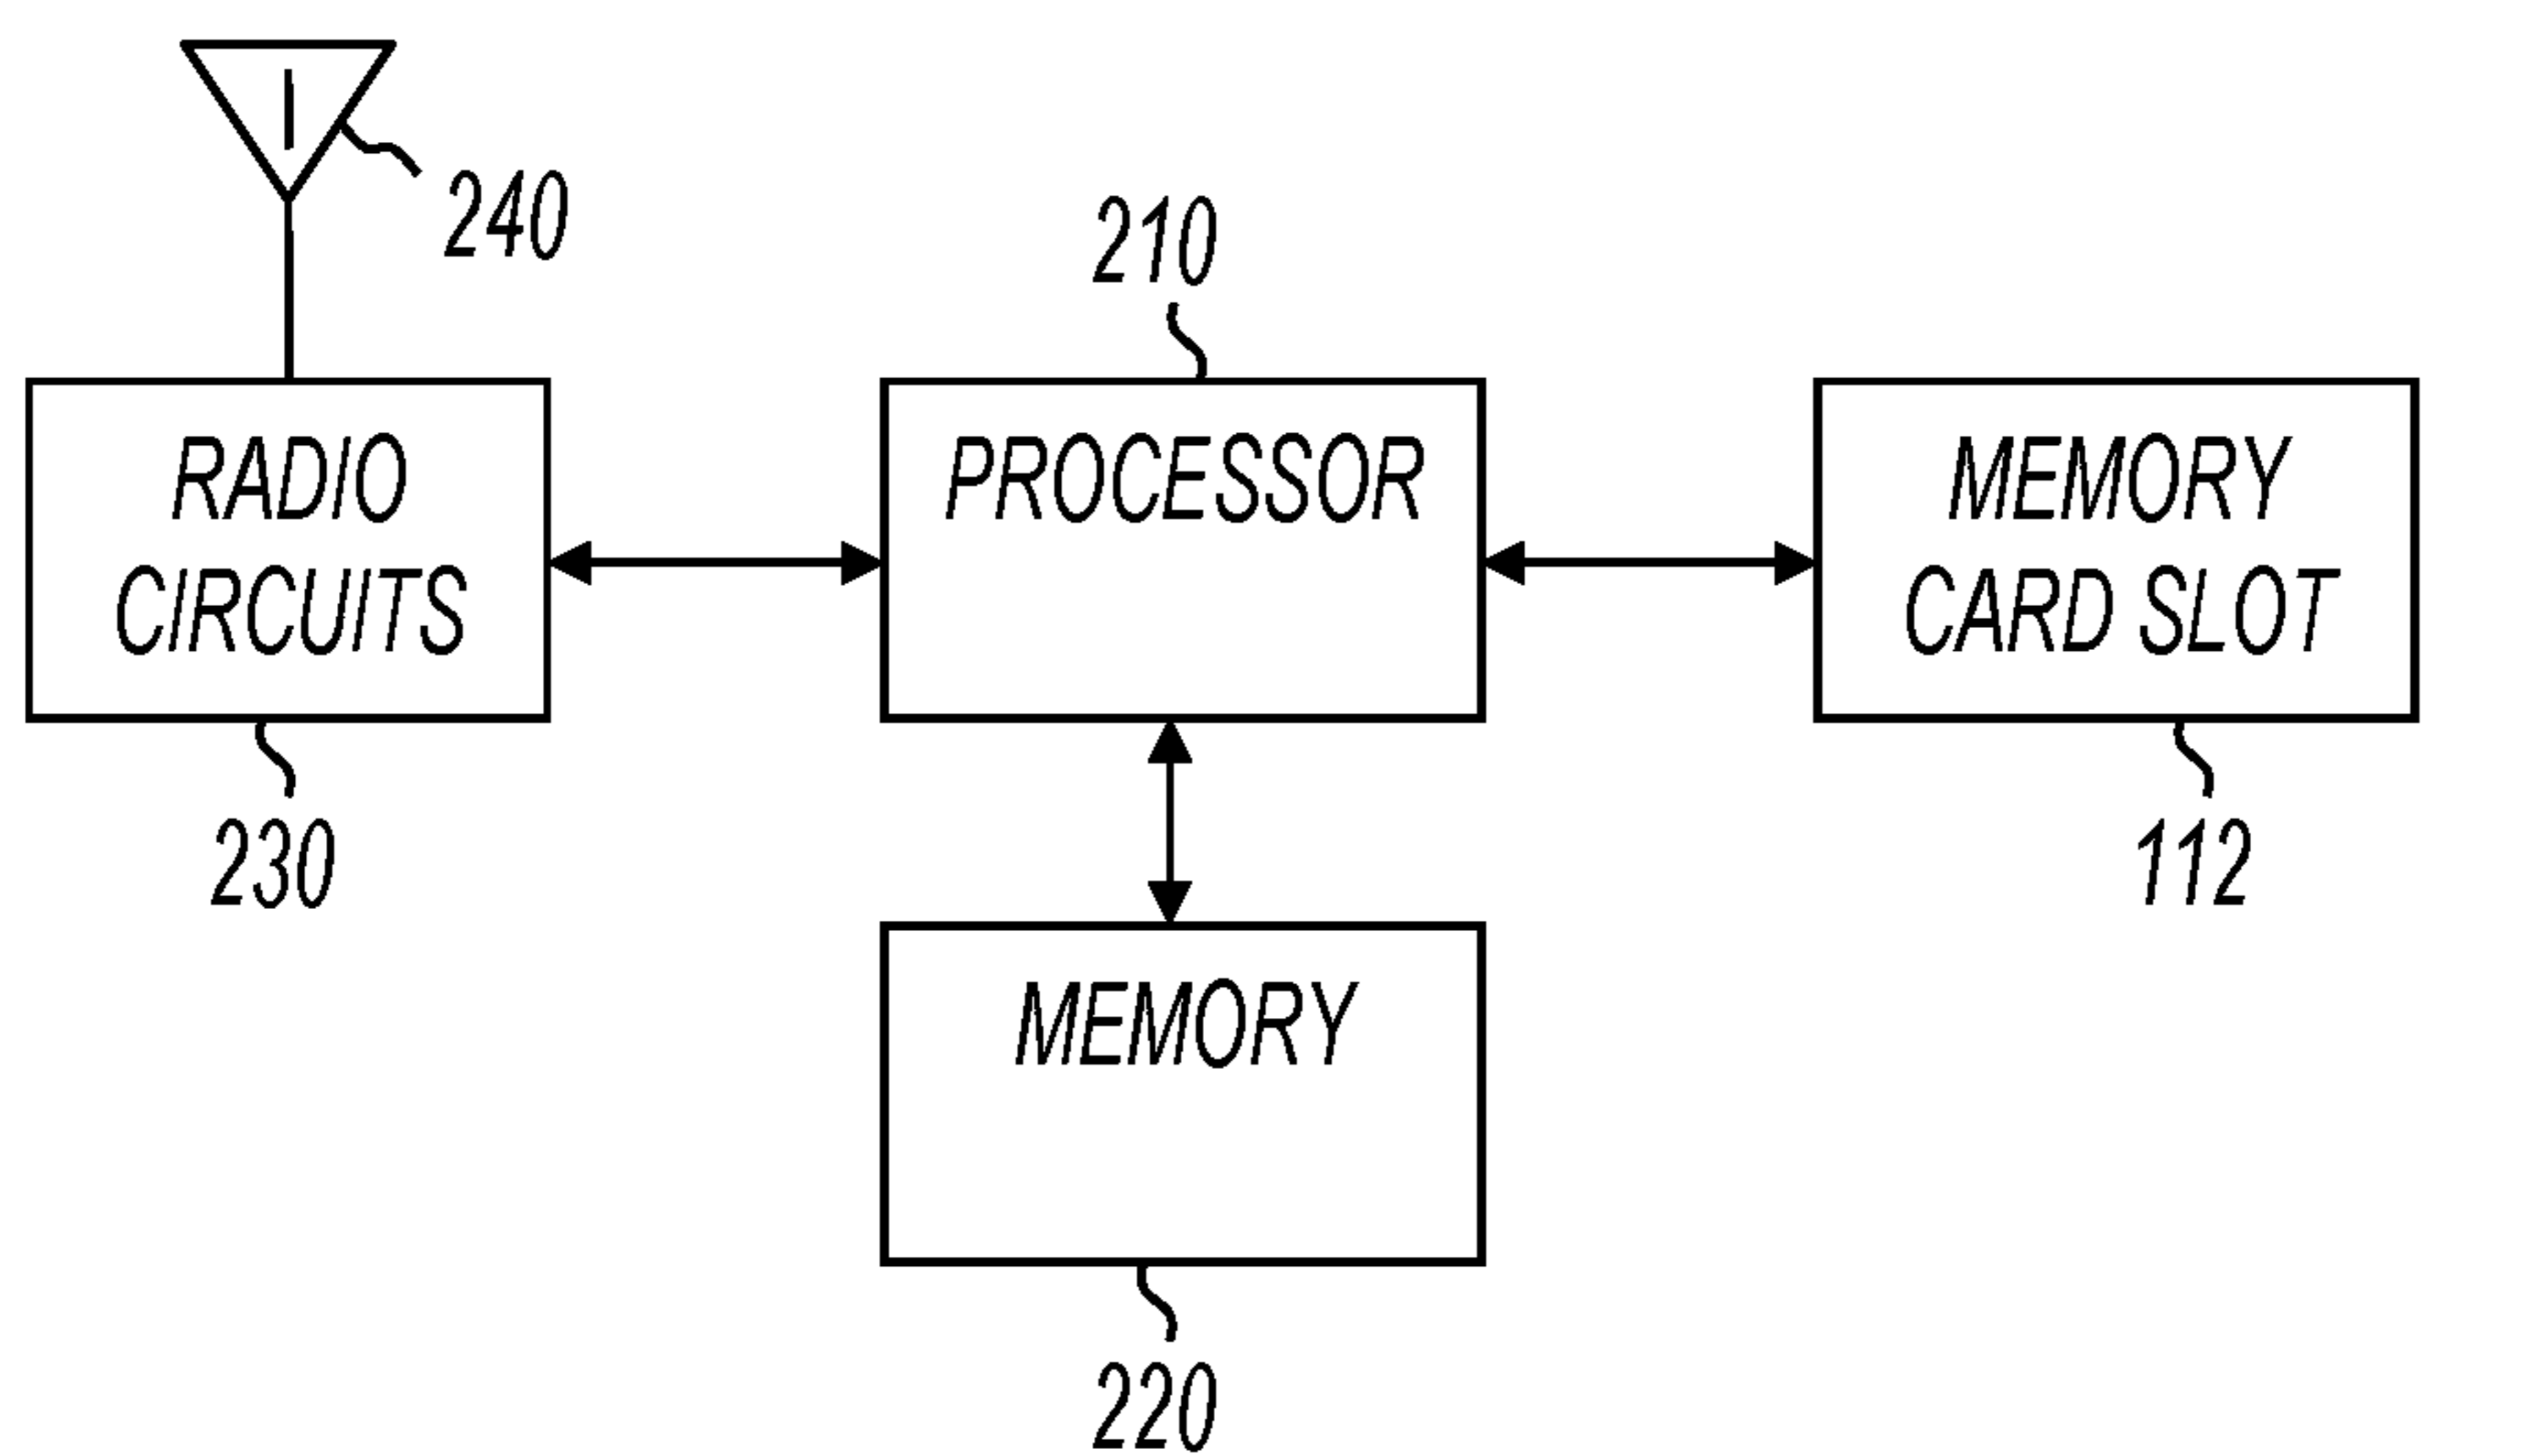 240
210
RADIO
CIRCUITS
PROCESSOR
MEMORY
CARD SLOT
230
112
MEMORY
220